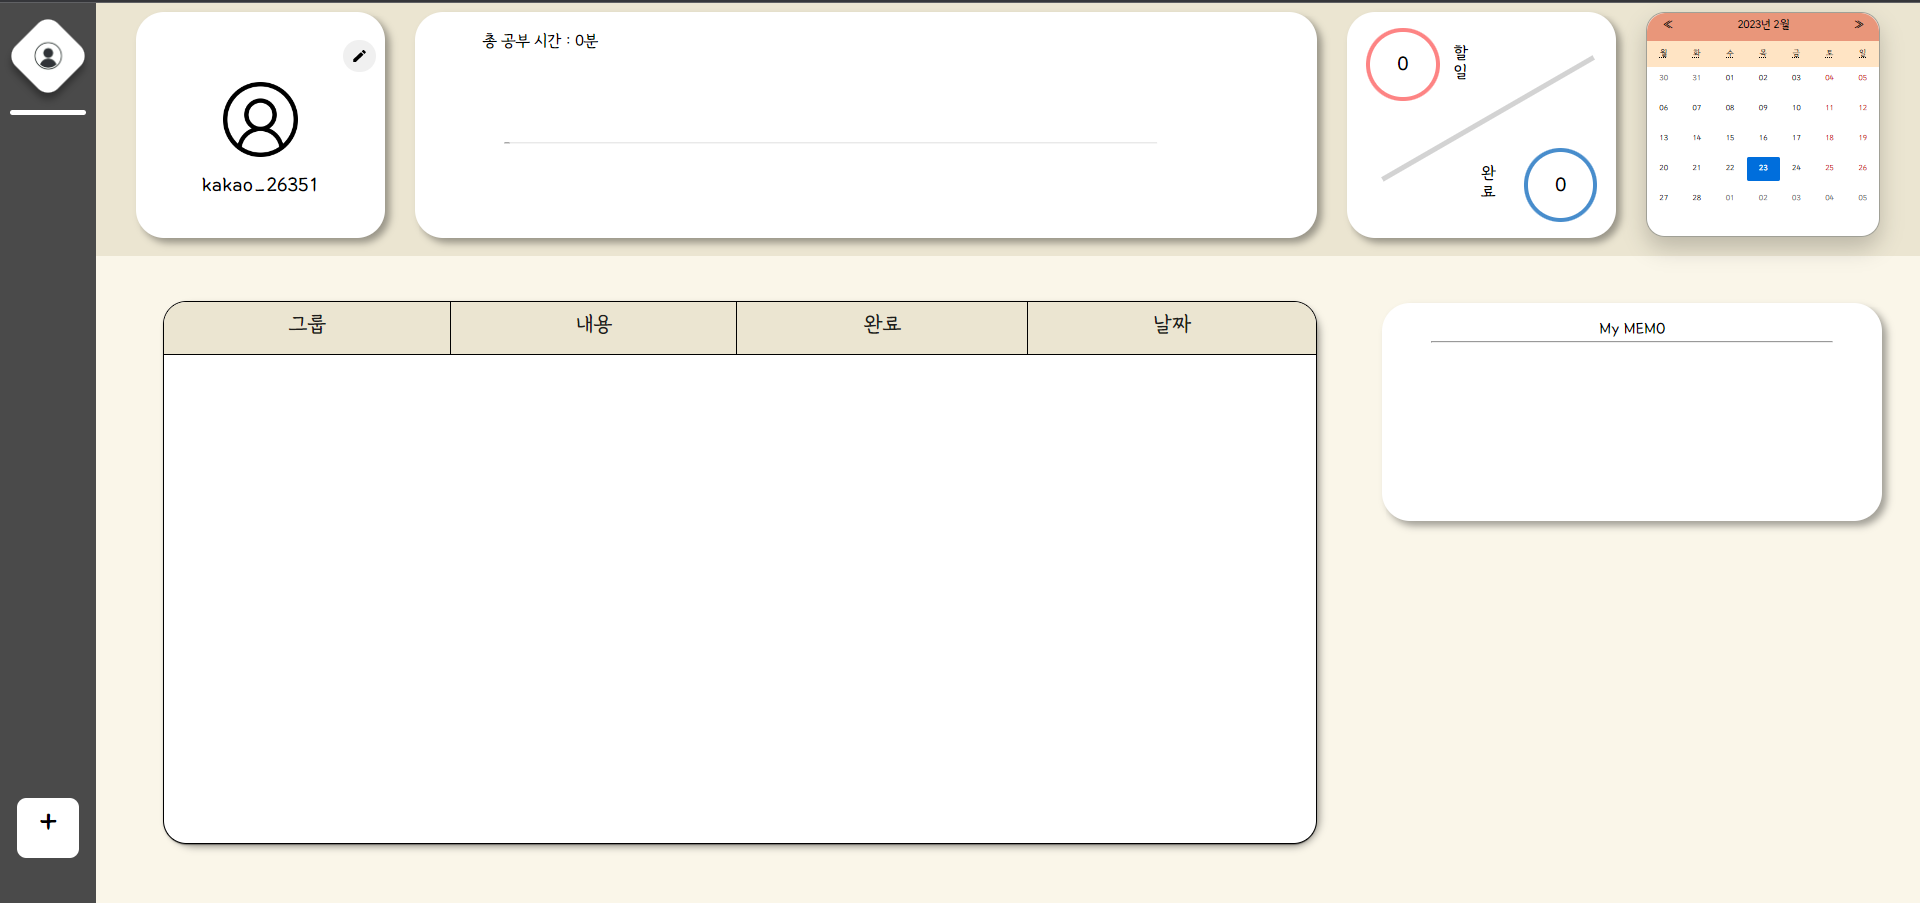 kakao_26351
총 공부 시간 : 0분
0
할
일
완
료
0
≪ 2023년 2월 ≫
월 화 수 목 금 토 일
30 31 01 02 03 04 05
06 07 08 09 10 11 12
13 14 15 16 17 18 19
20 21 22 23 24 25 26
27 28 01 02 03 04 05
그룹 내용 완료 날짜
My MEMO
+